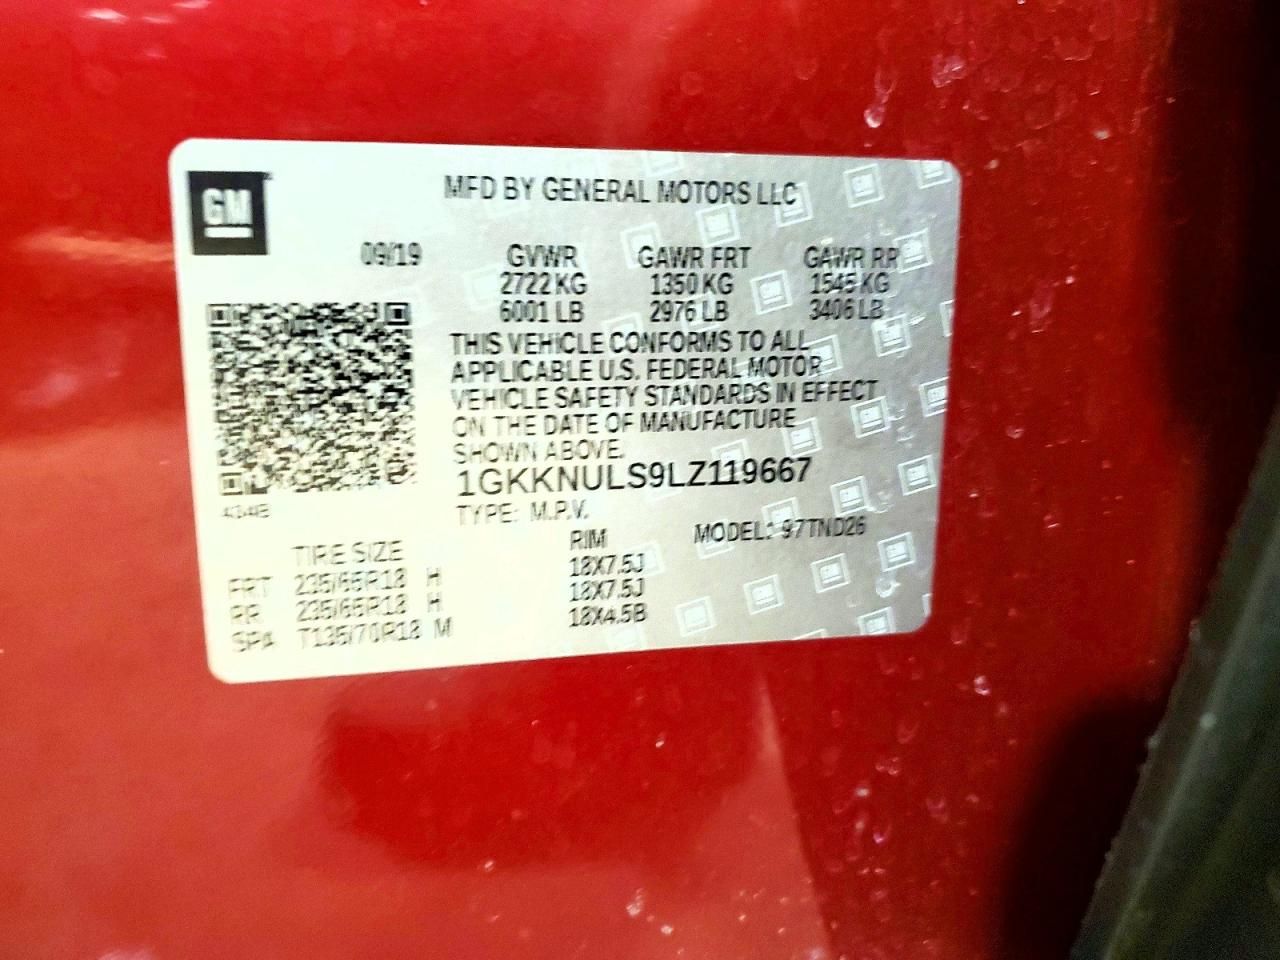 GM
MFD BY GENERAL MOTORS LLC
09/19 GVWR GAWR FRT GAWR RR
2722 KG 1350 KG 1545 KG
6001 LB 2976 LB 3406 LB
THIS VEHICLE CONFORMS TO ALL
APPLICABLE U.S. FEDERAL MOTOR
VEHICLE SAFETY STANDARDS IN EFFECT
ON THE DATE OF MANUFACTURE
SHOWN ABOVE.
1GKKNULS9LZ119667
TYPE: M.P.V. MODEL: 97TND26
TIRE SIZE RIM
FRT 235/65R18 H 18X7.5J
RR 235/65R18 H 18X7.5J
SPA T135/70R18 M 18X4.5B